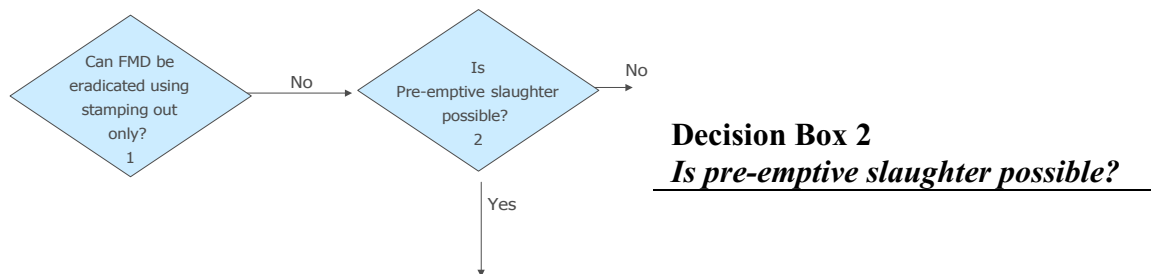 Can FMD be
eradicated using
stamping out
only?
1
No
Is
Pre-emptive slaughter
possible?
2
No
Yes
Decision Box 2
Is pre-emptive slaughter possible?